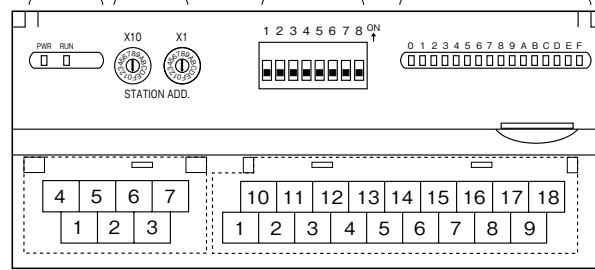 PWR RUN
X10 X1
STATION ADD.
1 2 3 4 5 6 7 8 ON
0 1 2 3 4 5 6 7 8 9 A B C D E F
4 5 6 7
1 2 3
10 11 12 13 14 15 16 17 18
1 2 3 4 5 6 7 8 9